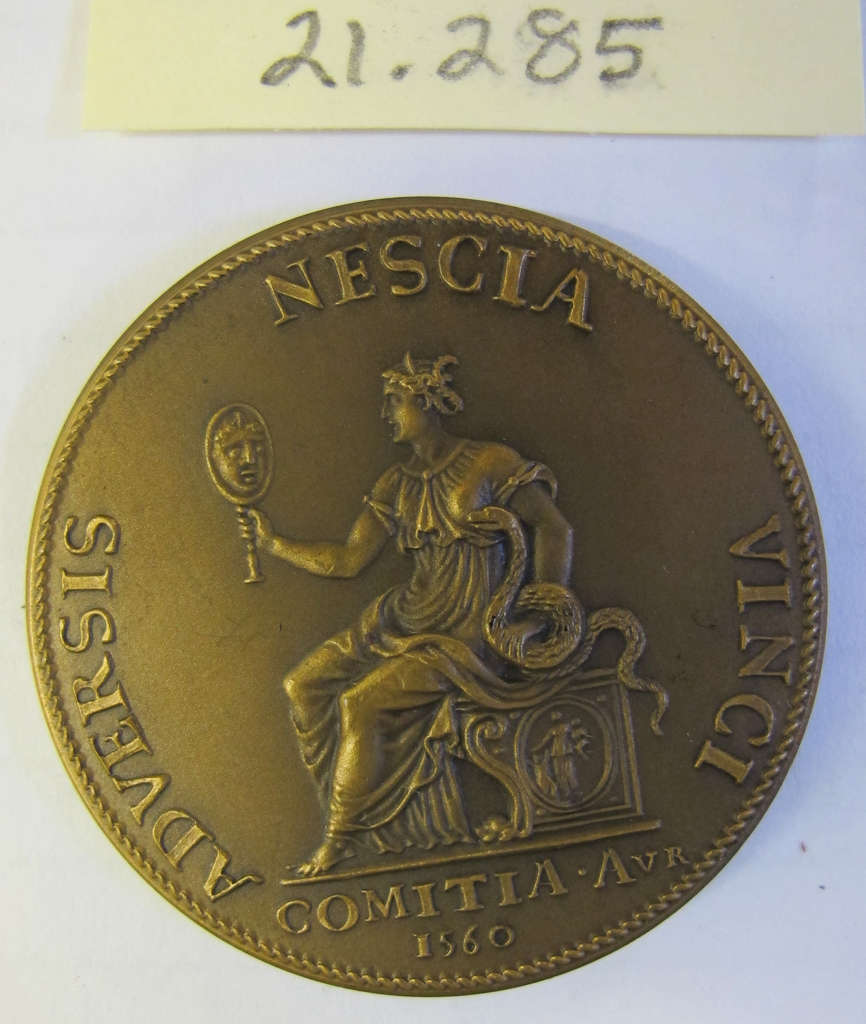 21.285
ADVERSIS NESCIA VINCI
COMITIA · AVR
1560